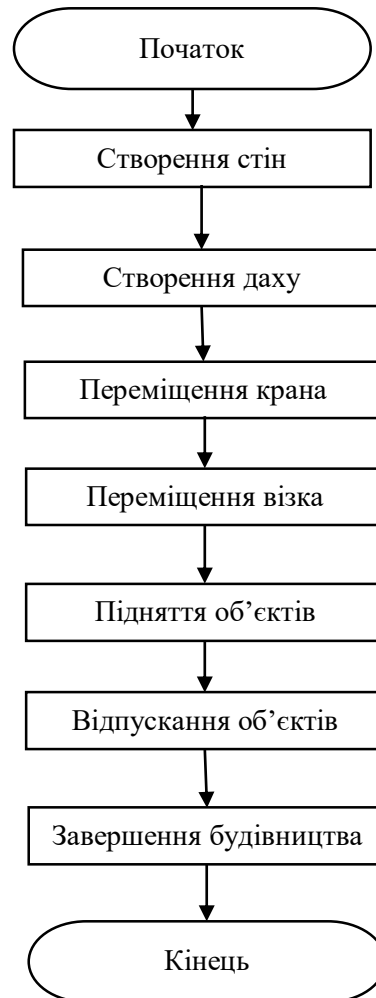 Початок
Створення стін
Створення даху
Переміщення крана
Переміщення візка
Підняття об’єктів
Відпускання об’єктів
Завершення будівництва
Кінець